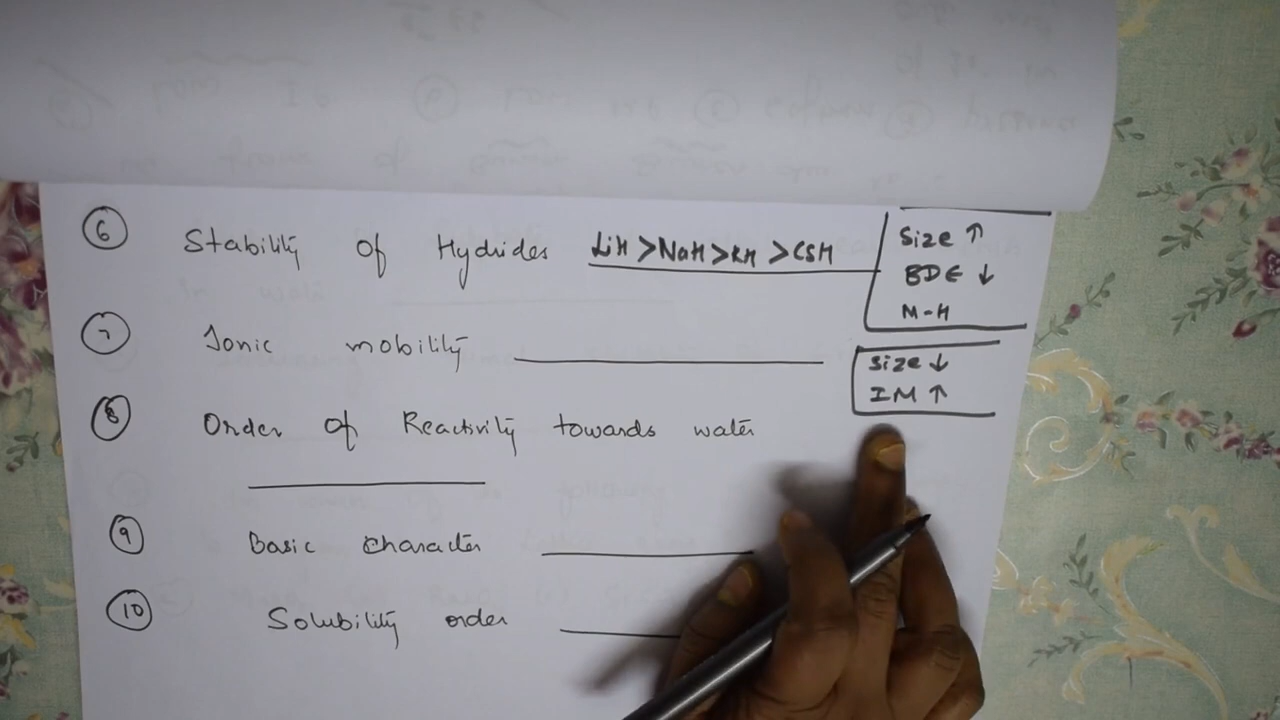 6 Stability of Hydrides LiH > NaH > KH > CSH
Size ↑
BDE ↓
M-H
7 Ionic mobility
Size ↓
IM ↑
8 Order of Reactivity towards water
9 Basic character
10 Solubility order